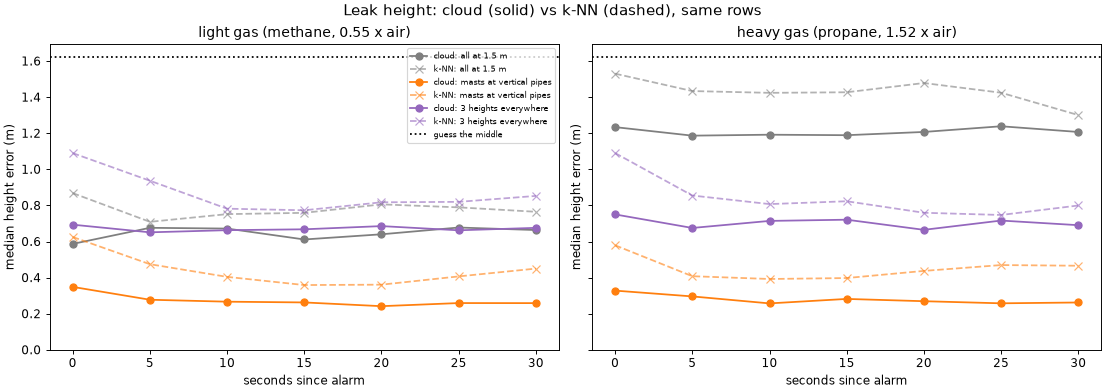 Leak height: cloud (solid) vs k-NN (dashed), same rows
light gas (methane, 0.55 x air)
heavy gas (propane, 1.52 x air)
median height error (m)
1.6
1.4
1.2
1.0
0.8
0.6
0.4
0.2
0.0
cloud: all at 1.5 m
k-NN: all at 1.5 m
cloud: masts at vertical pipes
k-NN: masts at vertical pipes
cloud: 3 heights everywhere
k-NN: 3 heights everywhere
guess the middle
0 5 10 15 20 25 30
seconds since alarm
median height error (m)
0 5 10 15 20 25 30
seconds since alarm